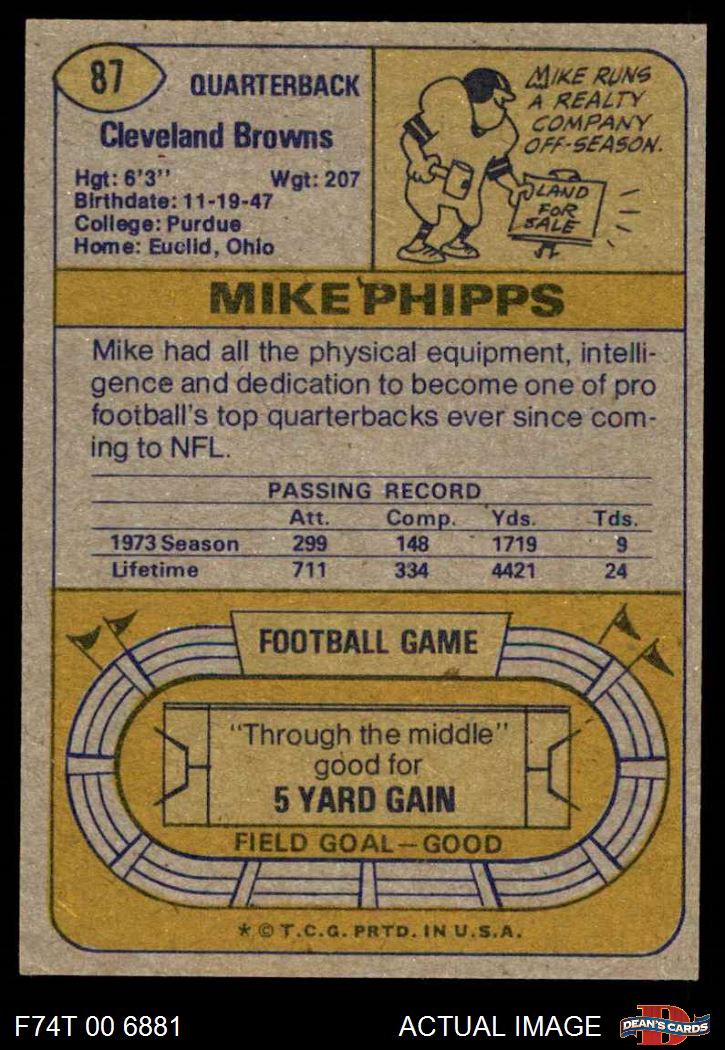 87
QUARTERBACK
Cleveland Browns
Hgt: 6'3" Wgt: 207
Birthdate: 11-19-47
College: Purdue
Home: Euclid, Ohio
MIKE RUNS
A REALTY
COMPANY
OFF-SEASON.
LAND
FOR
SALE
MIKE PHIPPS
Mike had all the physical equipment, intelli-
gence and dedication to become one of pro
football's top quarterbacks ever since com-
ing to NFL.
PASSING RECORD
Att. Comp. Yds. Tds.
1973 Season 299 148 1719 9
Lifetime 711 334 4421 24
FOOTBALL GAME
"Through the middle"
good for
5 YARD GAIN
FIELD GOAL—GOOD
* © T.C.G. PRTD. IN U.S.A.
F74T 00 6881 ACTUAL IMAGE
D
DEAN'S CARDS